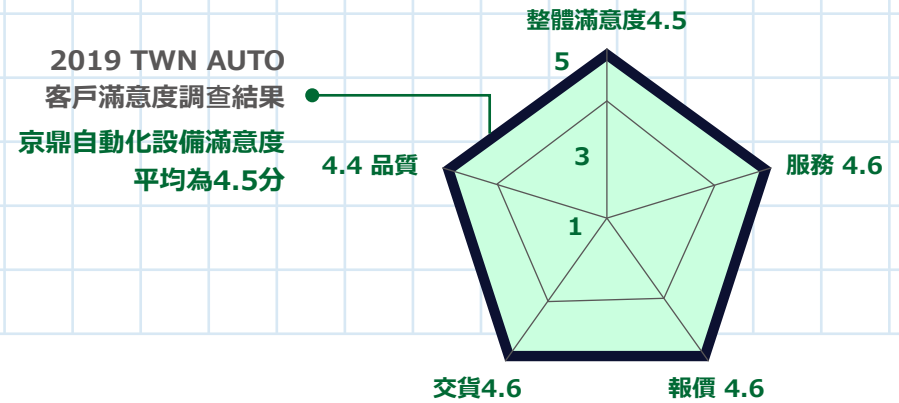 整體滿意度4.5
2019 TWN AUTO
客戶滿意度調查結果
京鼎自動化設備滿意度
平均為4.5分
5
3
1
4.4 品質
服務 4.6
交貨4.6
報價 4.6